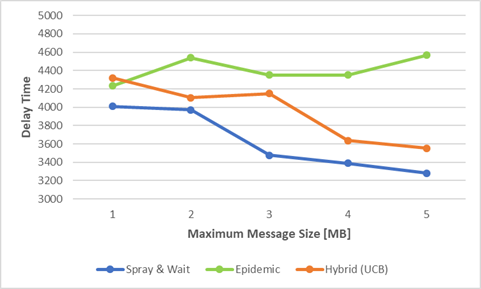 5000
4800
4600
4400
4200
4000
3800
3600
3400
3200
3000
Delay Time
1 2 3 4 5
Maximum Message Size [MB]
Spray & Wait Epidemic Hybrid (UCB)